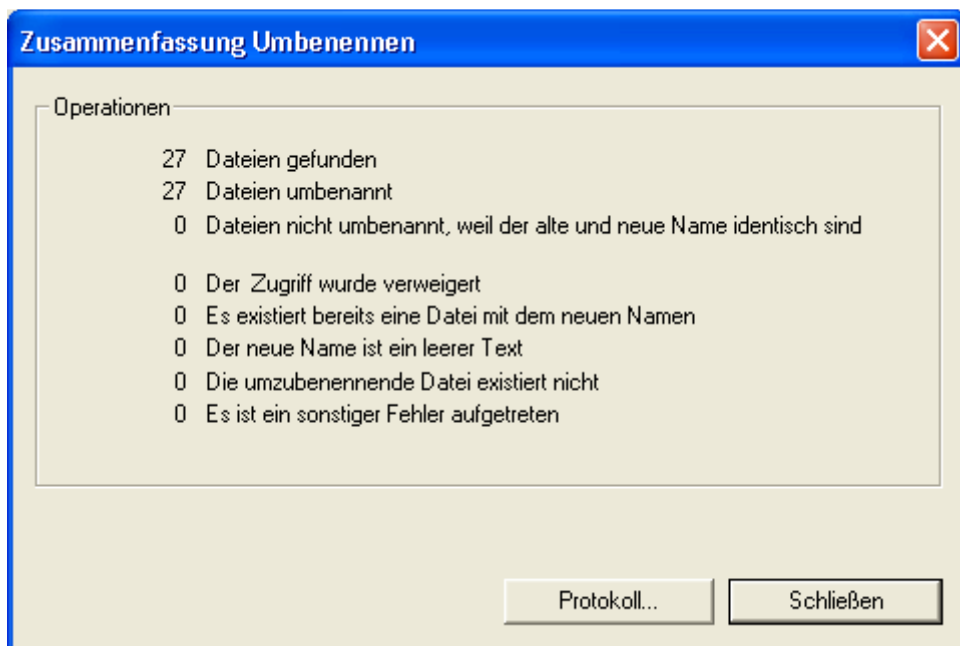 Zusammenfassung Umbenennen
Operationen
27 Dateien gefunden
27 Dateien umbenannt
0 Dateien nicht umbenannt, weil der alte und neue Name identisch sind
0 Der Zugriff wurde verweigert
0 Es existiert bereits eine Datei mit dem neuen Namen
0 Der neue Name ist ein leerer Text
0 Die umzubenennende Datei existiert nicht
0 Es ist ein sonstiger Fehler aufgetreten
Protokoll... Schließen